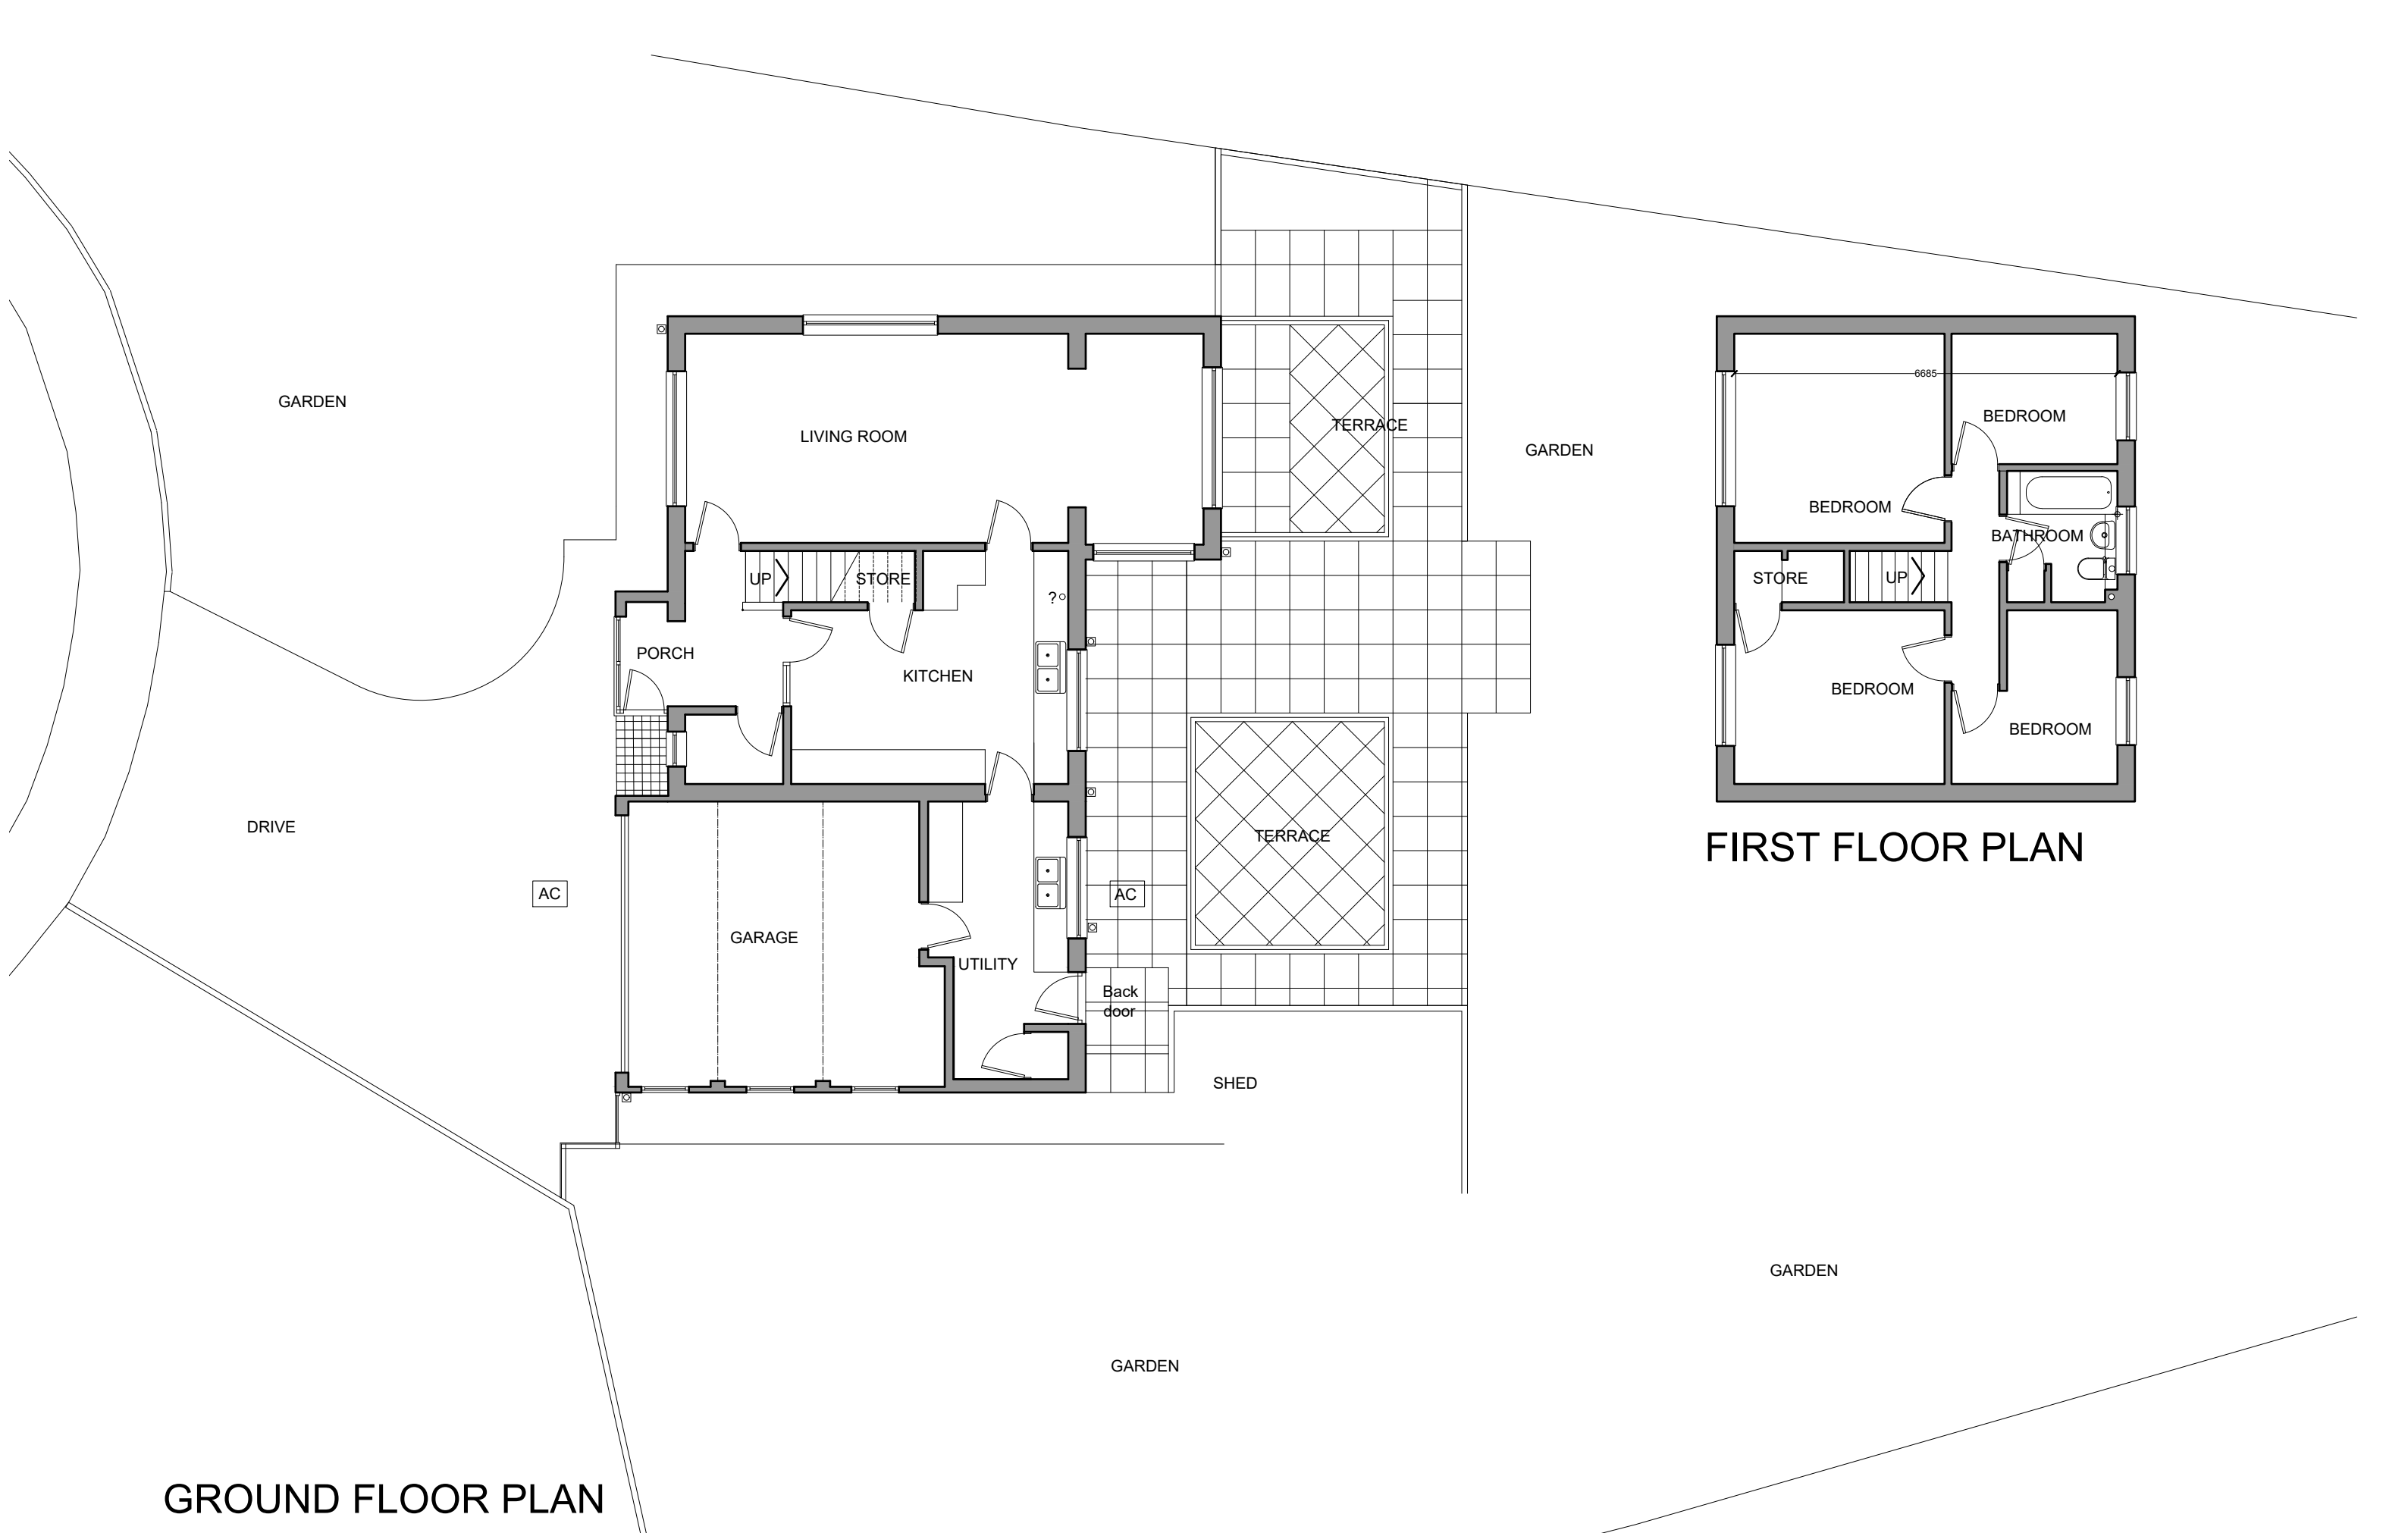 GARDEN
LIVING ROOM
TERRACE
GARDEN
UP
STORE
?
PORCH
KITCHEN
DRIVE
AC
GARAGE
UTILITY
AC
TERRACE
Back
door
SHED
GARDEN
GARDEN
GROUND FLOOR PLAN
6685
BEDROOM
BEDROOM
BATHROOM
STORE
UP
BEDROOM
BEDROOM
FIRST FLOOR PLAN